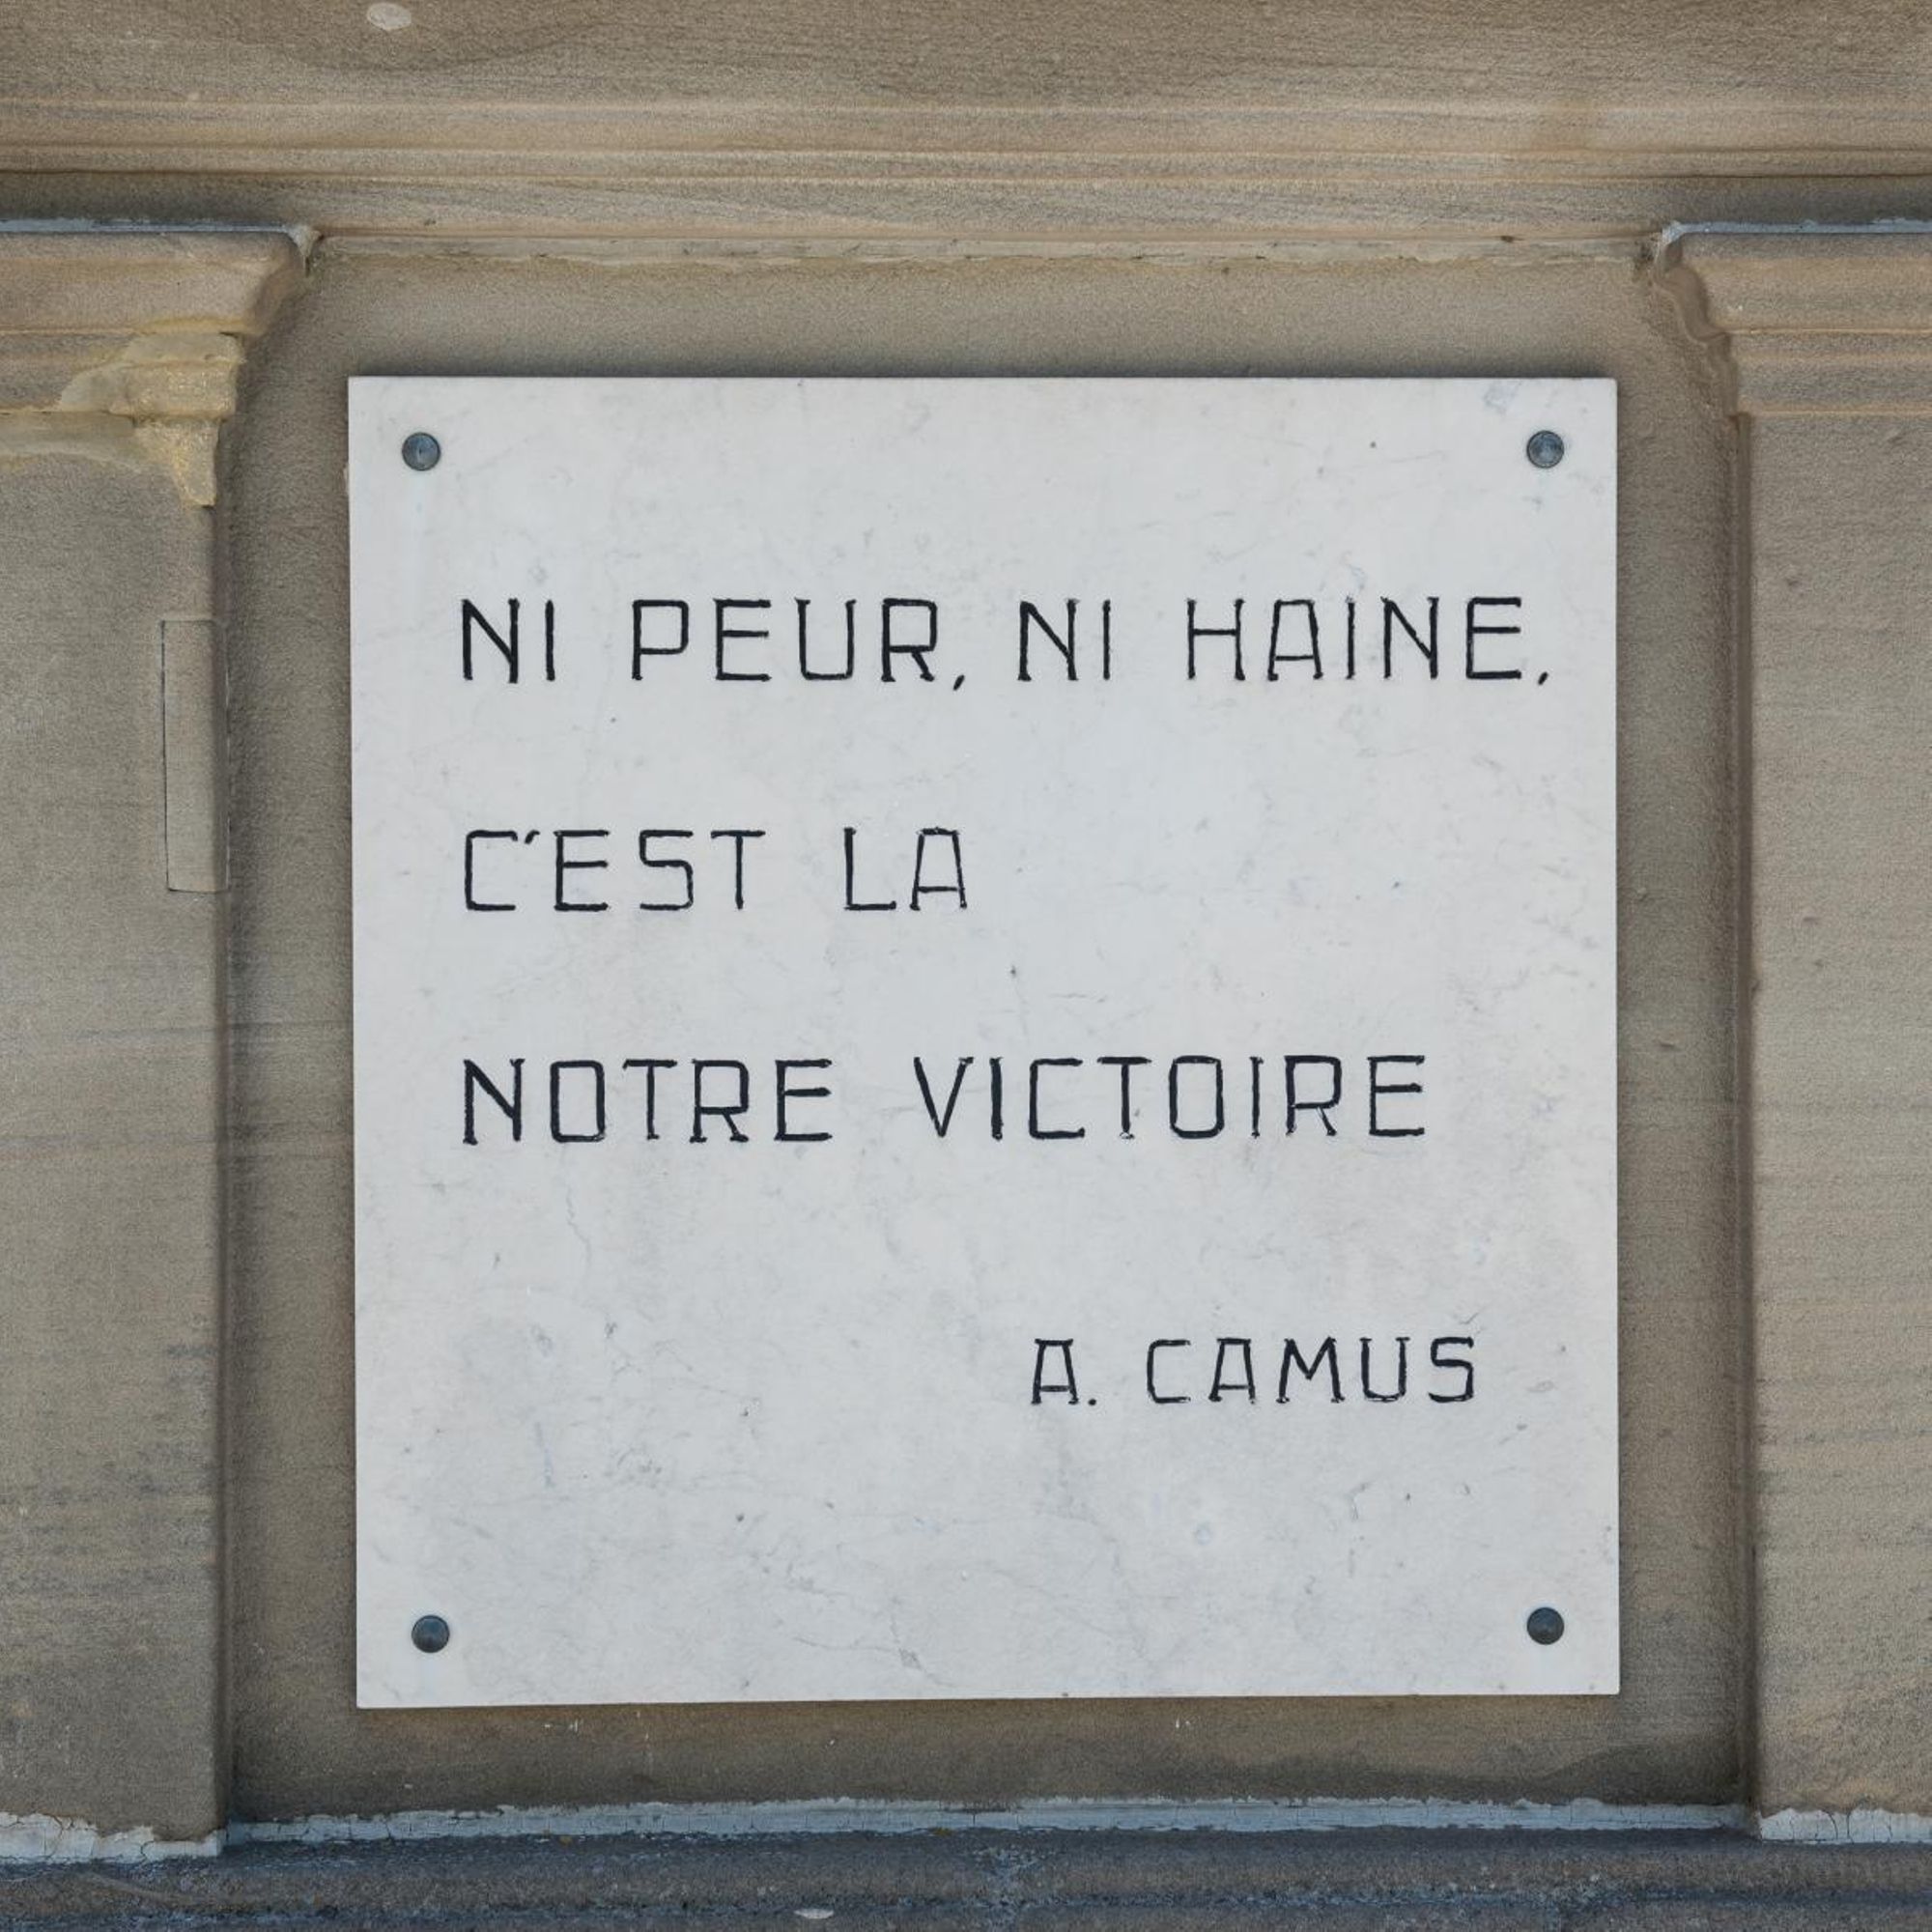 NI PEUR, NI HAINE,
C'EST LA
NOTRE VICTOIRE
A. CAMUS